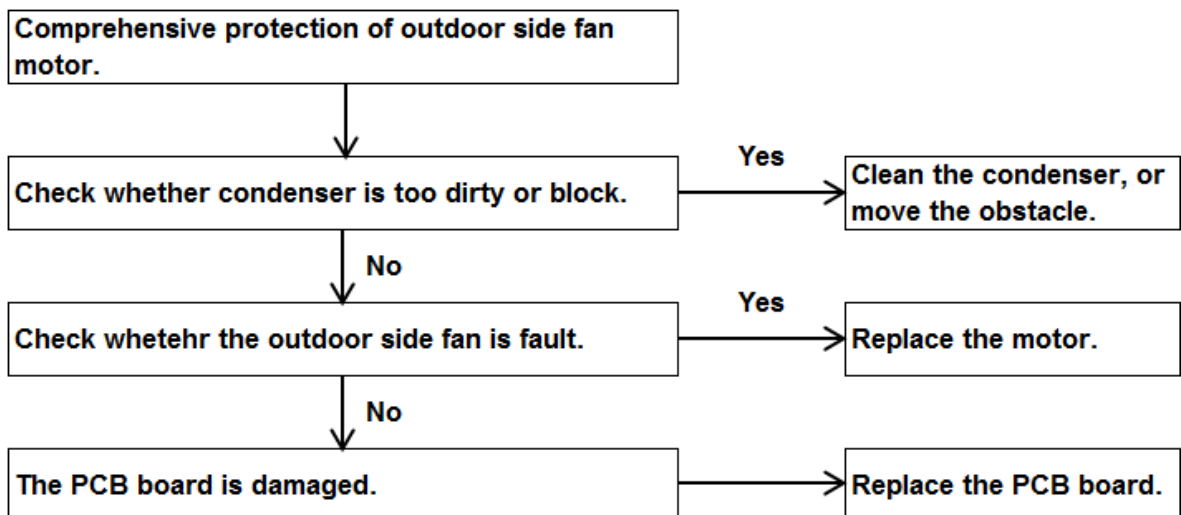 Comprehensive protection of outdoor side fan
motor.
Yes
Check whether condenser is too dirty or block.
Clean the condenser, or
move the obstacle.
No
Yes
Check whetehr the outdoor side fan is fault.
Replace the motor.
No
The PCB board is damaged.
Replace the PCB board.